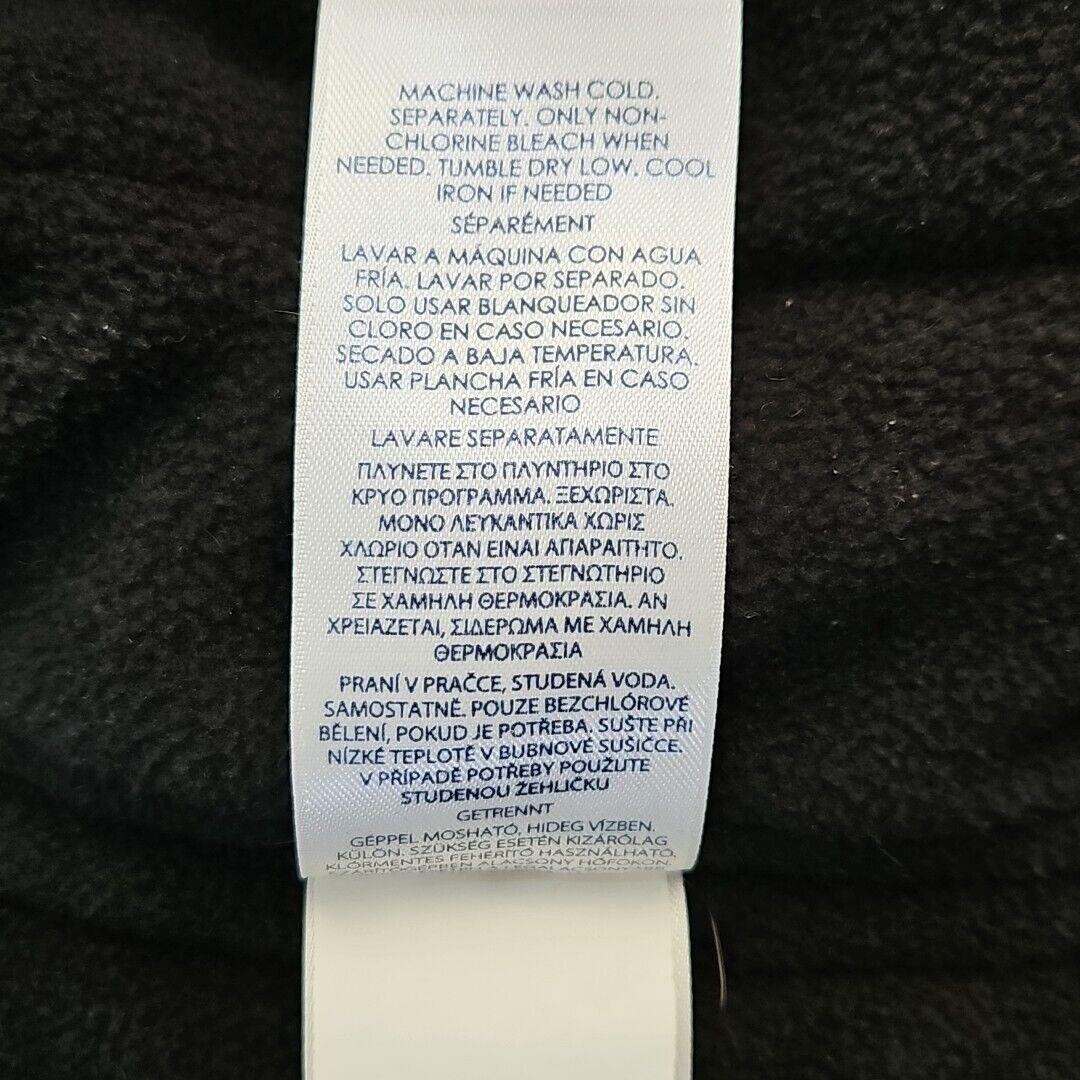 MACHINE WASH COLD.
SEPARATELY. ONLY NON-
CHLORINE BLEACH WHEN
NEEDED. TUMBLE DRY LOW. COOL
IRON IF NEEDED
SÉPARÉMENT
LAVAR A MÁQUINA CON AGUA
FRÍA. LAVAR POR SEPARADO.
SOLO USAR BLANQUEADOR SIN
CLORO EN CASO NECESARIO.
SECADO A BAJA TEMPERATURA.
USAR PLANCHA FRÍA EN CASO
NECESARIO
LAVARE SEPARATAMENTE
ΠΛΥΝΕΤΕ ΣΤΟ ΠΛΥΝΤΗΡΙΟ ΣΤΟ
ΚΡΥΟ ΠΡΟΓΡΑΜΜΑ. ΞΕΧΩΡΙΣΤΑ.
ΜΟΝΟ ΛΕΥΚΑΝΤΙΚΑ ΧΩΡΙΣ
ΧΛΩΡΙΟ ΟΤΑΝ ΕΙΝΑΙ ΑΠΑΡΑΙΤΗΤΟ.
ΣΤΕΓΝΩΣΤΕ ΣΤΟ ΣΤΕΓΝΩΤΗΡΙΟ
ΣΕ ΧΑΜΗΛΗ ΘΕΡΜΟΚΡΑΣΙΑ. ΑΝ
ΧΡΕΙΑΖΕΤΑΙ, ΣΙΔΕΡΩΜΑ ΜΕ ΧΑΜΗΛΗ
ΘΕΡΜΟΚΡΑΣΙΑ
PRANÍ V PRAČCE, STUDENÁ VODA.
SAMOSTATNĚ. POUZE BEZCHLÓROVÉ
BĚLENÍ, POKUD JE POTŘEBA. SUŠTE PŘI
NÍZKÉ TEPLOTĚ V BUBNOVÉ SUŠIČCE.
V PŘÍPADĚ POTŘEBY POUŽIJTE
STUDENOU ŽEHLIČKU
GETRENNT
GÉPPEL MOSHATÓ, HIDEG VÍZBEN.
KÜLÖN. SZÜKSÉG ESETÉN KIZÁRÓLAG
KLÓRMENTES FEHÉRÍTŐ HASZNÁLHATÓ.
ALACSONY HŐFOKON.